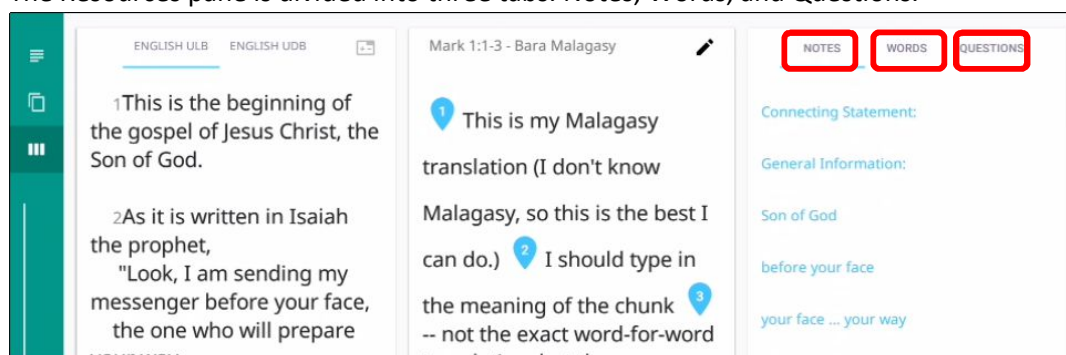 The Resources pane is divided into three tabs: Notes, Words, and Questions.
ENGLISH ULB ENGLISH UDB
1This is the beginning of
the gospel of Jesus Christ, the
Son of God.
2As it is written in Isaiah
the prophet,
"Look, I am sending my
messenger before your face,
the one who will prepare
Mark 1:1-3 - Bara Malagasy
1 This is my Malagasy
translation (I don't know
Malagasy, so this is the best I
can do.) 2 I should type in
the meaning of the chunk 3
-- not the exact word-for-word
NOTES WORDS QUESTIONS
Connecting Statement:
General Information:
Son of God
before your face
your face ... your way